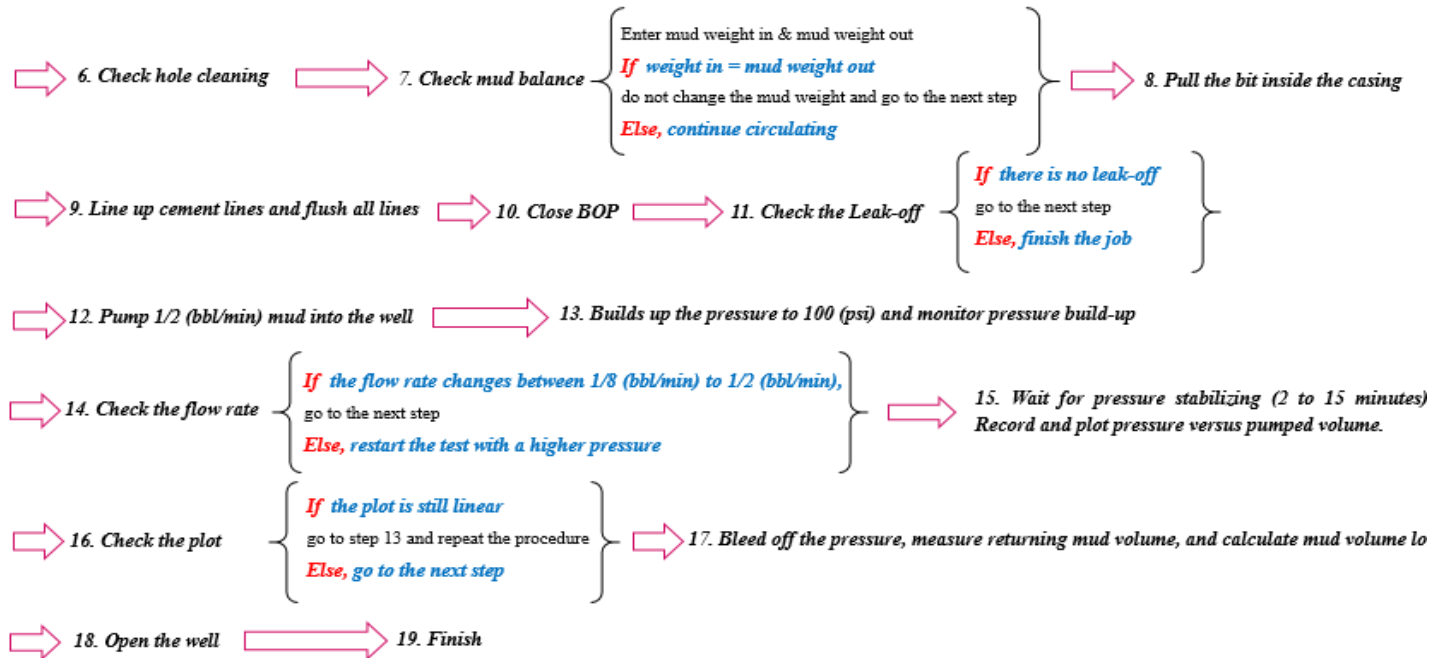 6. Check hole cleaning
7. Check mud balance
Enter mud weight in & mud weight out
If weight in = mud weight out
do not change the mud weight and go to the next step
Else, continue circulating
8. Pull the bit inside the casing
9. Line up cement lines and flush all lines
10. Close BOP
11. Check the Leak-off
If there is no leak-off
go to the next step
Else, finish the job
12. Pump 1/2 (bbl/min) mud into the well
13. Builds up the pressure to 100 (psi) and monitor pressure build-up
14. Check the flow rate
If the flow rate changes between 1/8 (bbl/min) to 1/2 (bbl/min),
go to the next step
Else, restart the test with a higher pressure
15. Wait for pressure stabilizing (2 to 15 minutes)
Record and plot pressure versus pumped volume.
16. Check the plot
If the plot is still linear
go to step 13 and repeat the procedure
Else, go to the next step
17. Bleed off the pressure, measure returning mud volume, and calculate mud volume lo
18. Open the well
19. Finish